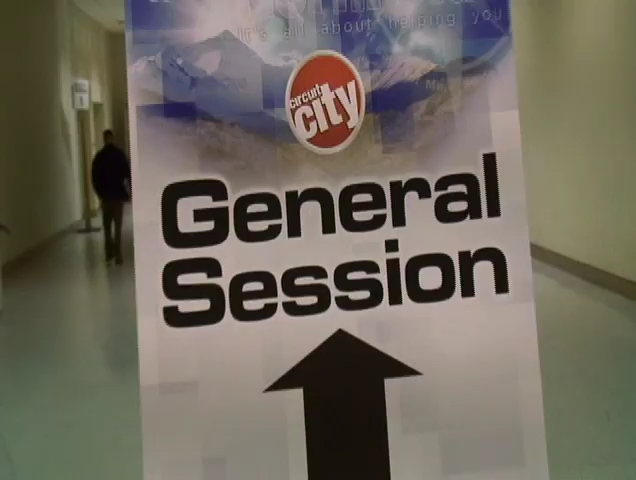 it's all about helping you
circuit
city
General
Session